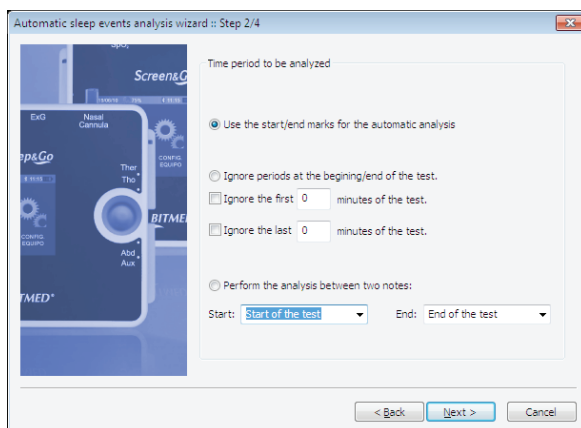 Automatic sleep events analysis wizard :: Step 2/4
SpO₂
Screen&G
ExG
Nasal
Cannula
ep&Go
Ther
Tho
CONFIG.
EQUIPO
BITME
CONFIG.
EQUIPO
Abd
Aux
TMED®
Time period to be analyzed
Use the start/end marks for the automatic analysis
Ignore periods at the begining/end of the test.
Ignore the first 0 minutes of the test.
Ignore the last 0 minutes of the test.
Perform the analysis between two notes:
Start: Start of the test End: End of the test
< Back Next > Cancel